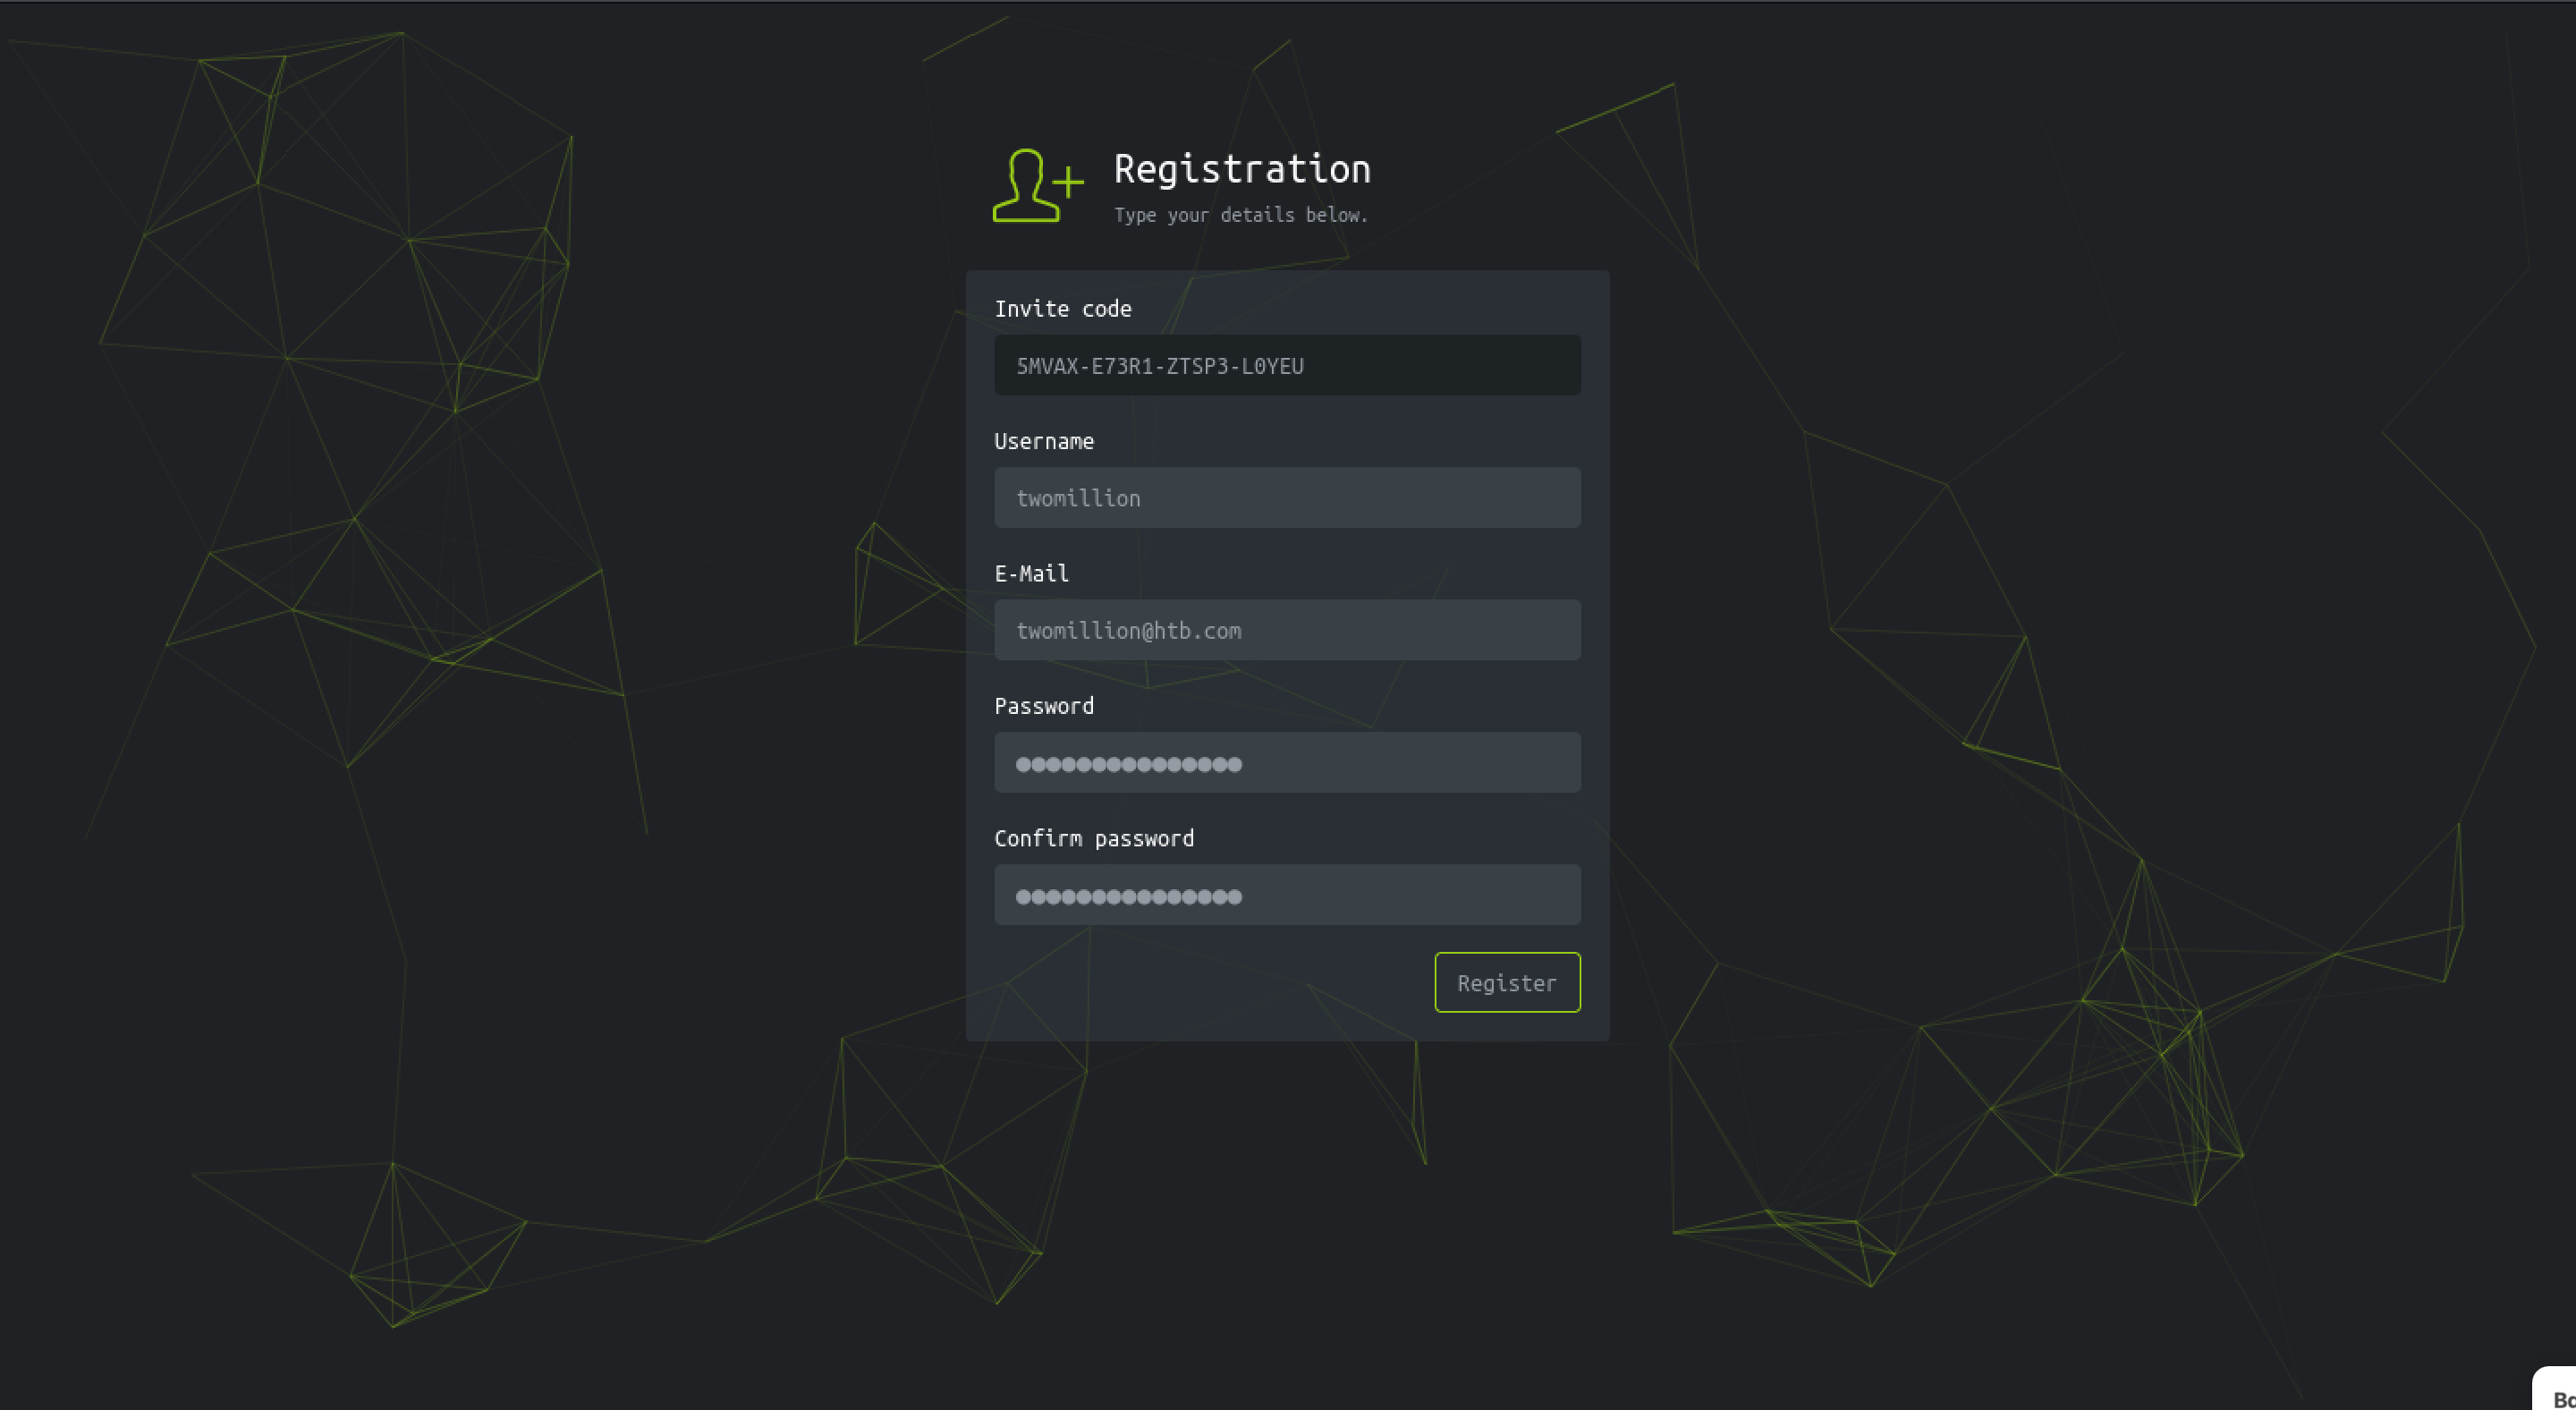 Registration
Type your details below.
Invite code
5MVAX-E73R1-ZTSP3-L0YEU
Username
twomillion
E-Mail
twomillion@htb.com
Password
●●●●●●●●●●●●●●●
Confirm password
●●●●●●●●●●●●●●●
Register